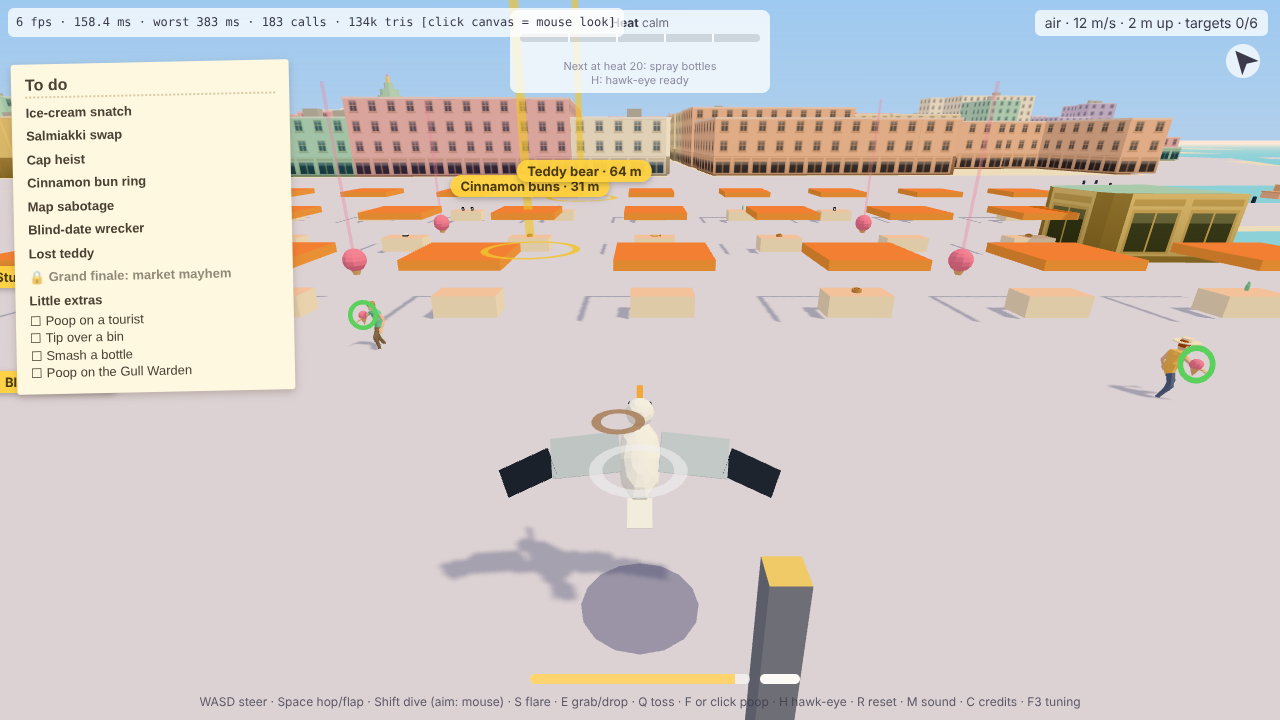 6 fps · 158.4 ms · worst 383 ms · 183 calls · 134k tris [click canvas = mouse look]
eat calm
Next at heat 20: spray bottles
H: hawk-eye ready
air · 12 m/s · 2 m up · targets 0/6
To do
Ice-cream snatch
Salmiakki swap
Cap heist
Cinnamon bun ring
Map sabotage
Blind-date wrecker
Lost teddy
🔒 Grand finale: market mayhem
Little extras
☐ Poop on a tourist
☐ Tip over a bin
☐ Smash a bottle
☐ Poop on the Gull Warden
Teddy bear · 64 m
Cinnamon buns · 31 m
Stu
Bl
WASD steer · Space hop/flap · Shift dive (aim: mouse) · S flare · E grab/drop · Q toss · F or click poop · H hawk-eye · R reset · M sound · C credits · F3 tuning